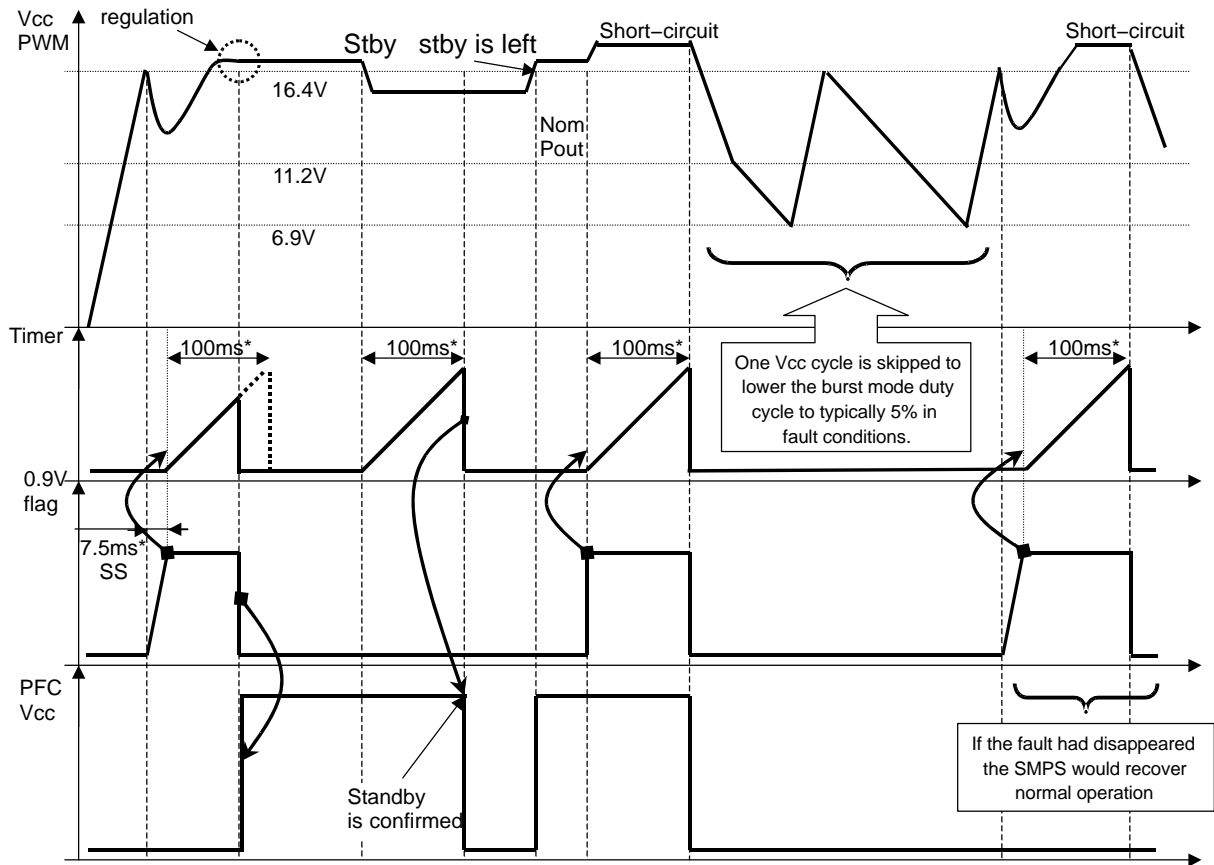 Vcc
PWM
regulation
Stby
stby is left
Short−circuit
Short−circuit
16.4V
Nom
Pout
11.2V
6.9V
Timer
100ms*
100ms*
100ms*
100ms*
One Vcc cycle is skipped to
lower the burst mode duty
cycle to typically 5% in
fault conditions.
0.9V
flag
7.5ms*
SS
PFC
Vcc
Standby
is confirmed
If the fault had disappeared
the SMPS would recover
normal operation